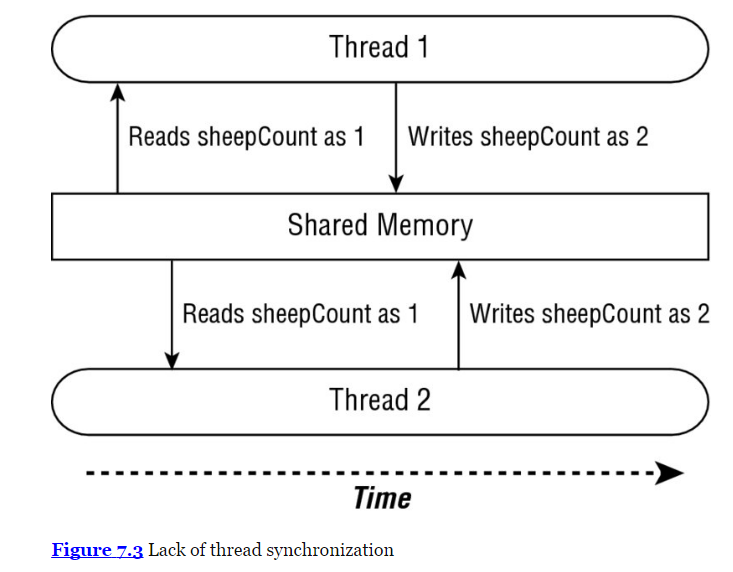 Thread 1
Reads sheepCount as 1
Writes sheepCount as 2
Shared Memory
Reads sheepCount as 1
Writes sheepCount as 2
Thread 2
Time
Figure 7.3 Lack of thread synchronization